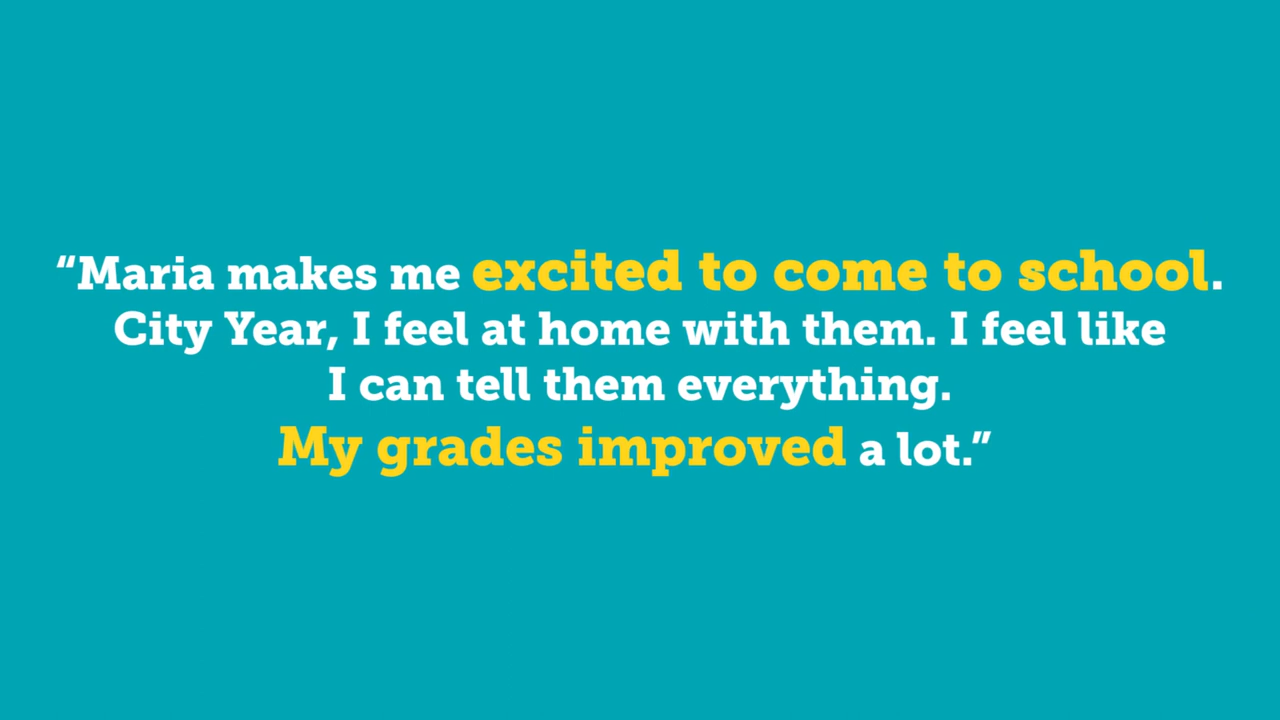 “Maria makes me excited to come to school.
City Year, I feel at home with them. I feel like
I can tell them everything.
My grades improved a lot.”